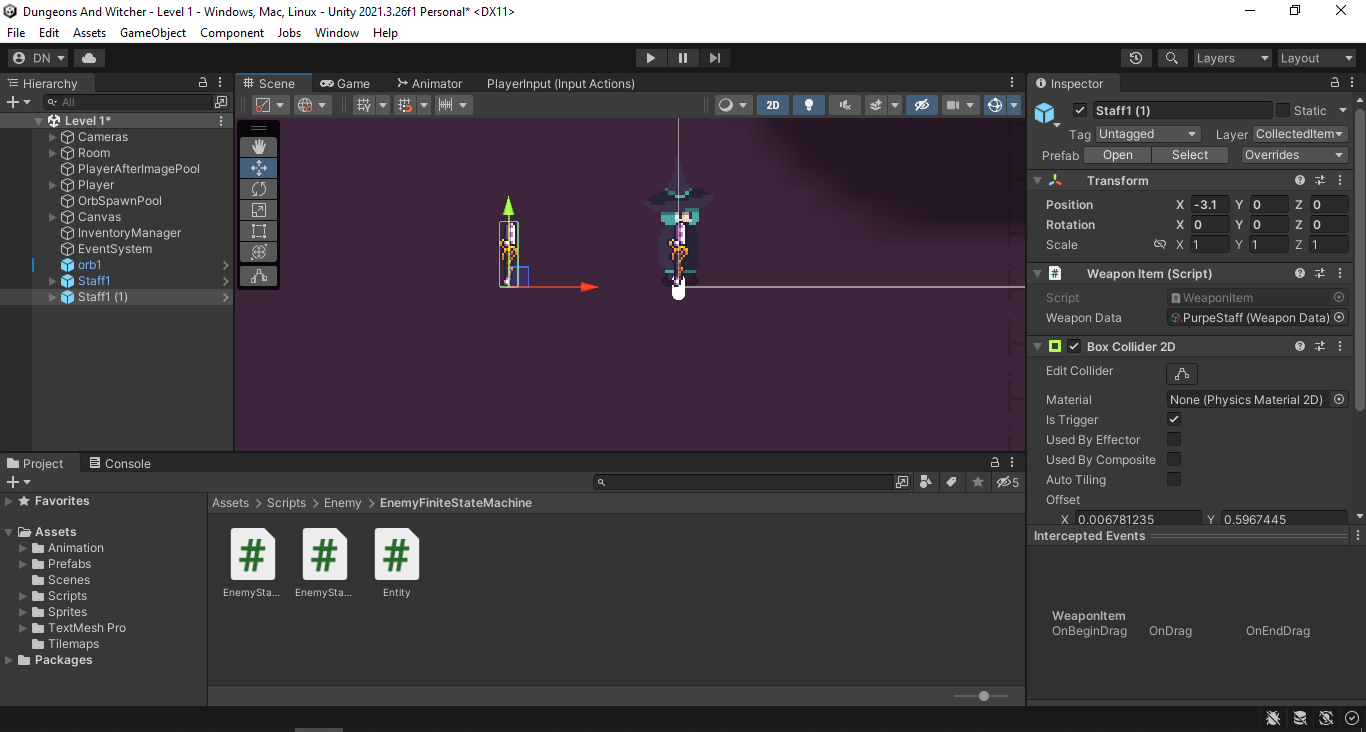 Dungeons And Witcher - Level 1 - Windows, Mac, Linux - Unity 2021.3.26f1 Personal* <DX11>
File Edit Assets GameObject Component Jobs Window Help
DN Layers Layout
Hierarchy
All
Level 1*
Cameras
Room
PlayerAfterImagePool
Player
OrbSpawnPool
Canvas
InventoryManager
EventSystem
orb1
Staff1
Staff1 (1)
Scene Game Animator PlayerInput (Input Actions)
2D
Inspector
Staff1 (1) Static
Tag Untagged Layer CollectedItem
Prefab Open Select Overrides
Transform
Position X -3.1 Y 0 Z 0
Rotation X 0 Y 0 Z 0
Scale X 1 Y 1 Z 1
Weapon Item (Script)
Script WeaponItem
Weapon Data PurpeStaff (Weapon Data)
Box Collider 2D
Edit Collider
Material None (Physics Material 2D)
Is Trigger
Used By Effector
Used By Composite
Auto Tiling
Offset
X 0.006781235 Y 0.5967445
Intercepted Events
WeaponItem
OnBeginDrag OnDrag OnEndDrag
Project Console
5
Favorites
Assets
Animation
Prefabs
Scenes
Scripts
Sprites
TextMesh Pro
Tilemaps
Packages
Assets > Scripts > Enemy > EnemyFiniteStateMachine
EnemySta... EnemySta... Entity